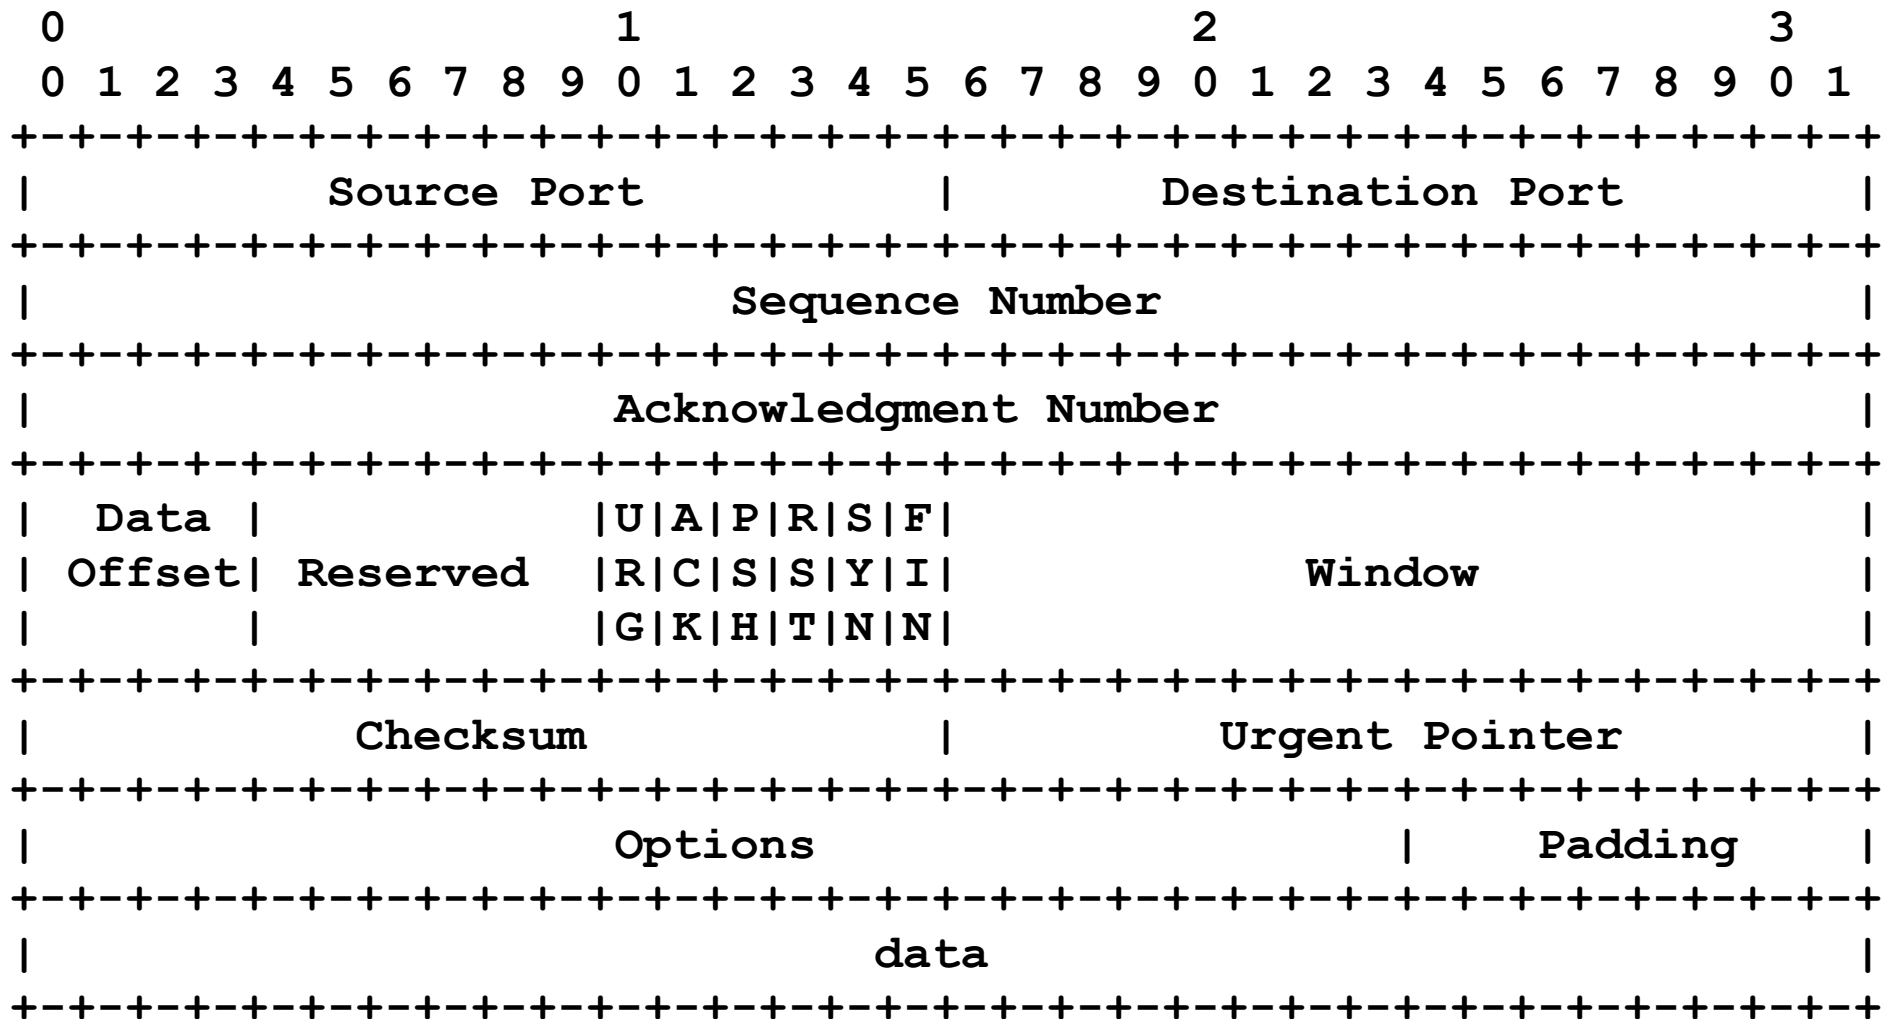 0                   1                   2                   3
 0 1 2 3 4 5 6 7 8 9 0 1 2 3 4 5 6 7 8 9 0 1 2 3 4 5 6 7 8 9 0 1
+-+-+-+-+-+-+-+-+-+-+-+-+-+-+-+-+-+-+-+-+-+-+-+-+-+-+-+-+-+-+-+-+
|          Source Port          |       Destination Port        |
+-+-+-+-+-+-+-+-+-+-+-+-+-+-+-+-+-+-+-+-+-+-+-+-+-+-+-+-+-+-+-+-+
|                        Sequence Number                        |
+-+-+-+-+-+-+-+-+-+-+-+-+-+-+-+-+-+-+-+-+-+-+-+-+-+-+-+-+-+-+-+-+
|                    Acknowledgment Number                      |
+-+-+-+-+-+-+-+-+-+-+-+-+-+-+-+-+-+-+-+-+-+-+-+-+-+-+-+-+-+-+-+-+
|  Data |           |U|A|P|R|S|F|                               |
| Offset| Reserved  |R|C|S|S|Y|I|            Window             |
|       |           |G|K|H|T|N|N|                               |
+-+-+-+-+-+-+-+-+-+-+-+-+-+-+-+-+-+-+-+-+-+-+-+-+-+-+-+-+-+-+-+-+
|           Checksum            |         Urgent Pointer        |
+-+-+-+-+-+-+-+-+-+-+-+-+-+-+-+-+-+-+-+-+-+-+-+-+-+-+-+-+-+-+-+-+
|                    Options                    |    Padding    |
+-+-+-+-+-+-+-+-+-+-+-+-+-+-+-+-+-+-+-+-+-+-+-+-+-+-+-+-+-+-+-+-+
|                             data                              |
+-+-+-+-+-+-+-+-+-+-+-+-+-+-+-+-+-+-+-+-+-+-+-+-+-+-+-+-+-+-+-+-+